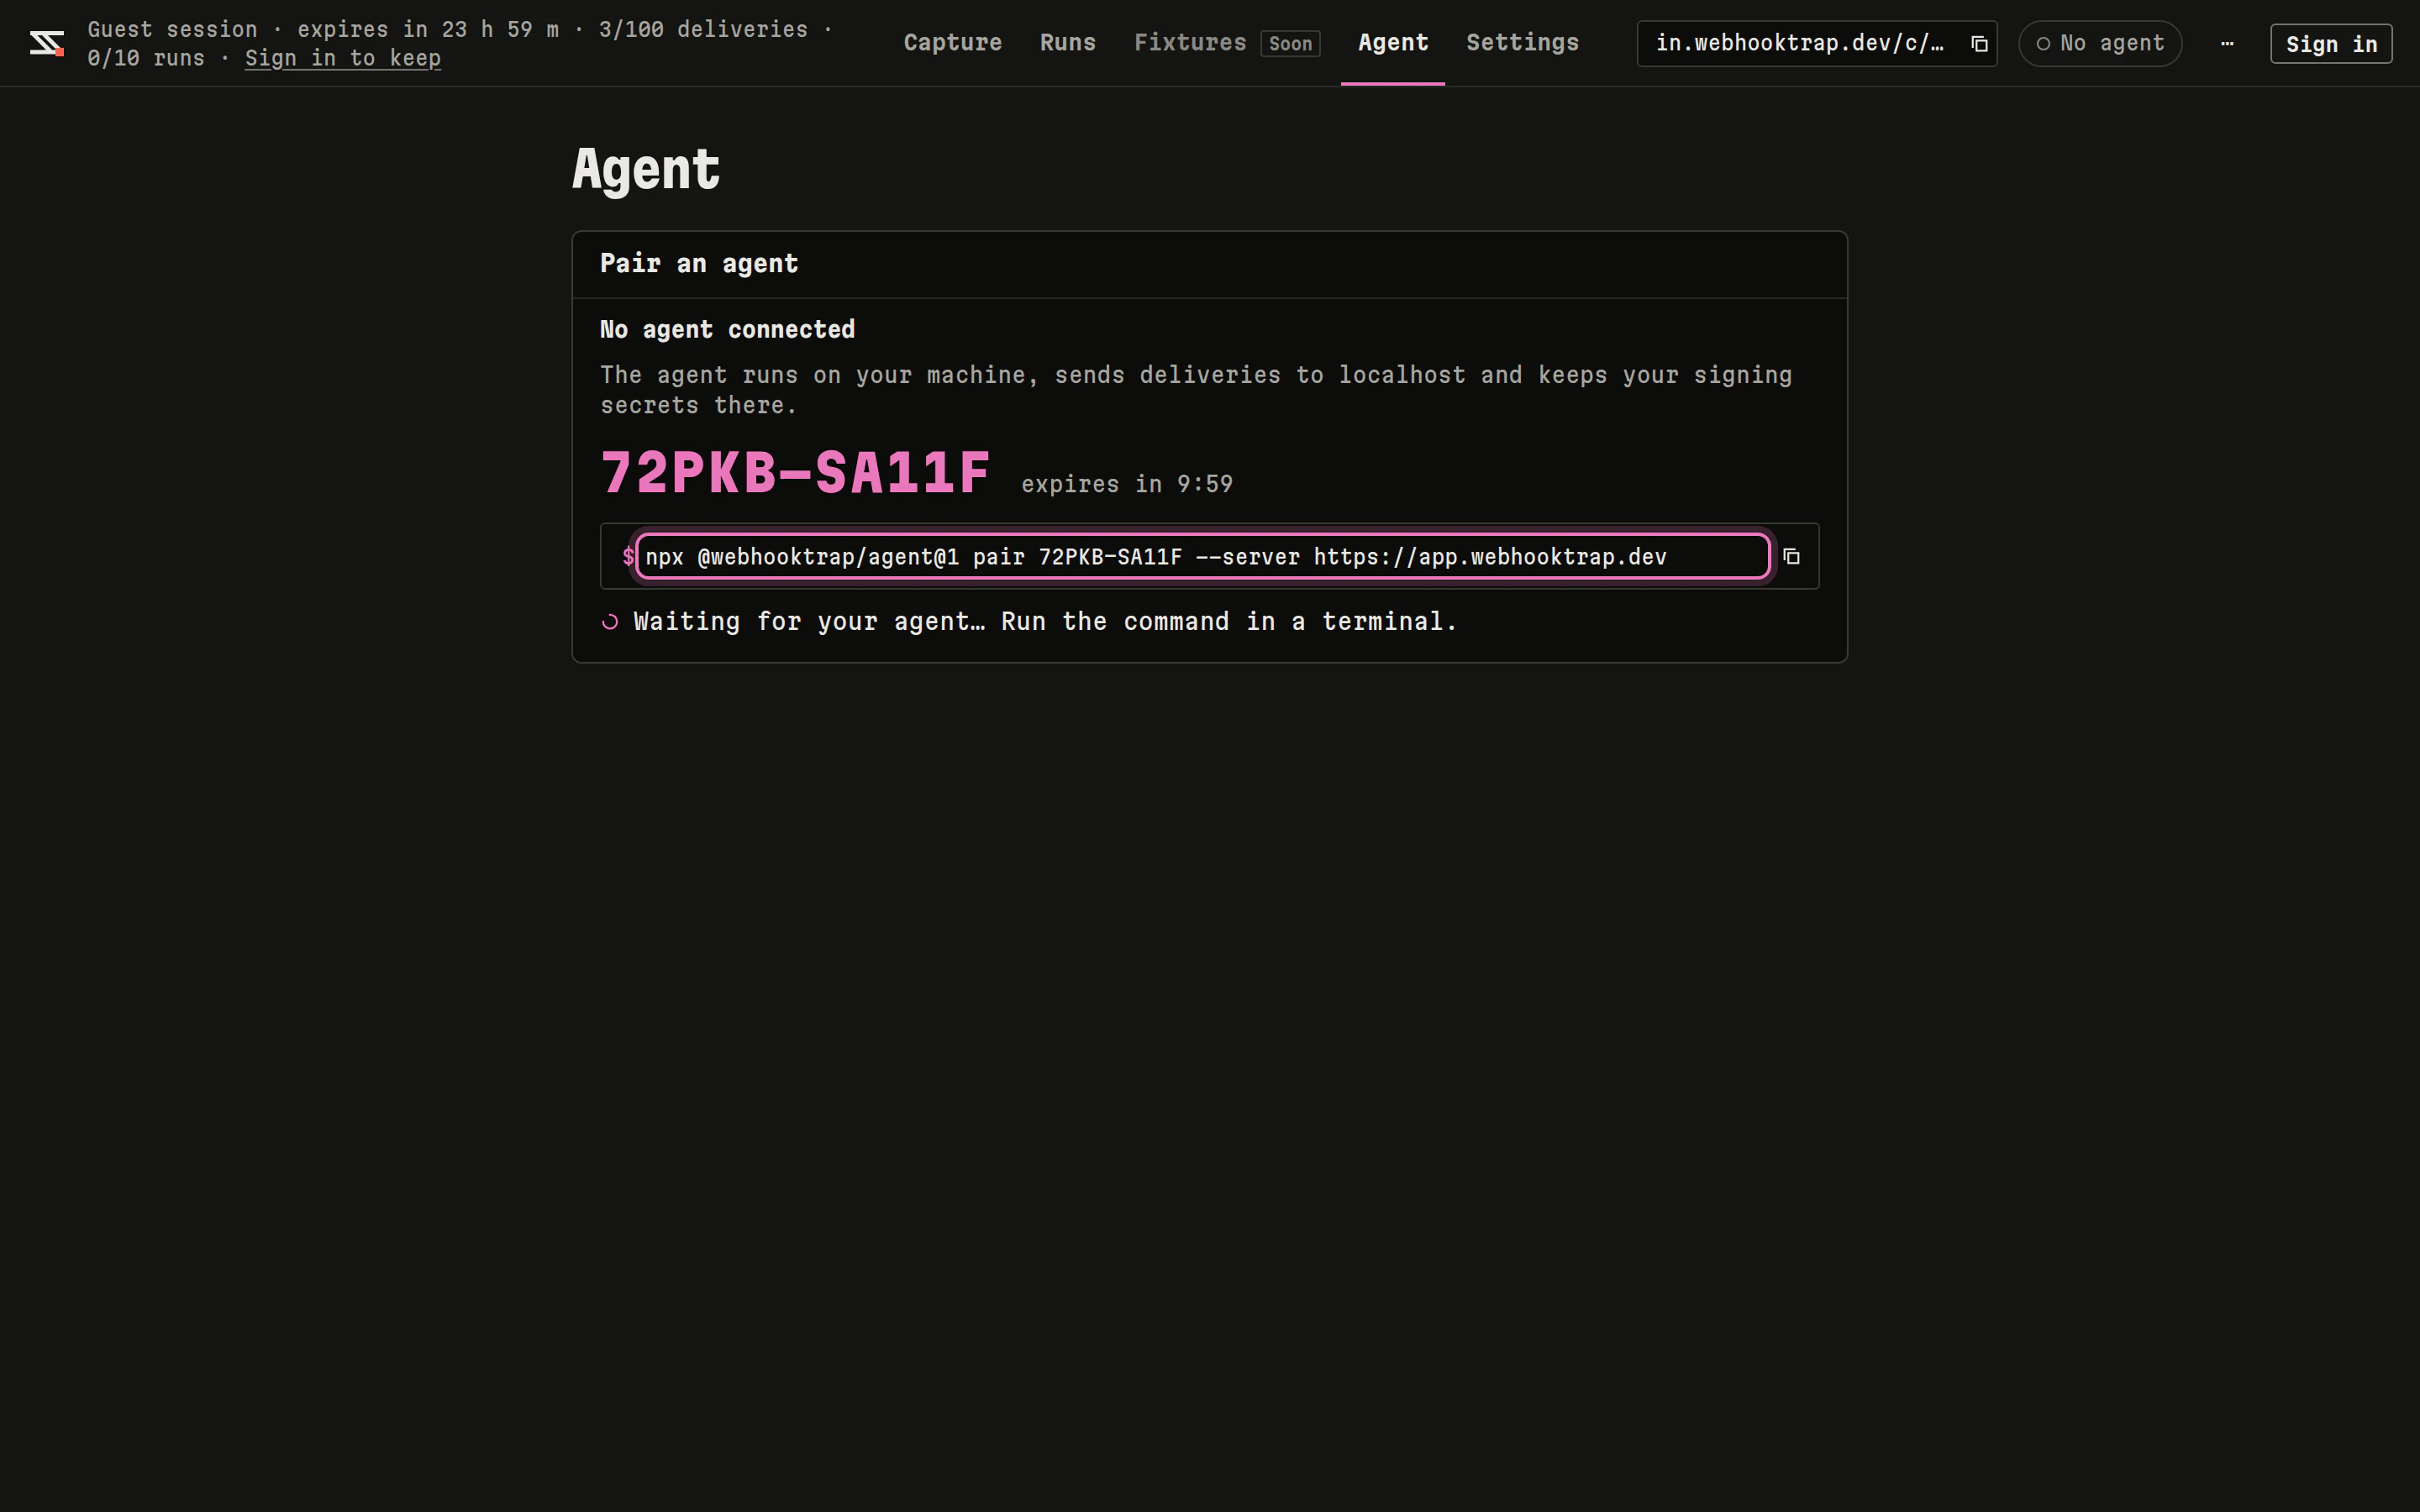 Guest session · expires in 23 h 59 m · 3/100 deliveries ·
0/10 runs · Sign in to keep
Capture Runs Fixtures Soon Agent Settings
in.webhooktrap.dev/c/… No agent … Sign in
Agent
Pair an agent
No agent connected
The agent runs on your machine, sends deliveries to localhost and keeps your signing
secrets there.
72PKB-SA11F expires in 9:59
$ npx @webhooktrap/agent@1 pair 72PKB-SA11F --server https://app.webhooktrap.dev
Waiting for your agent… Run the command in a terminal.